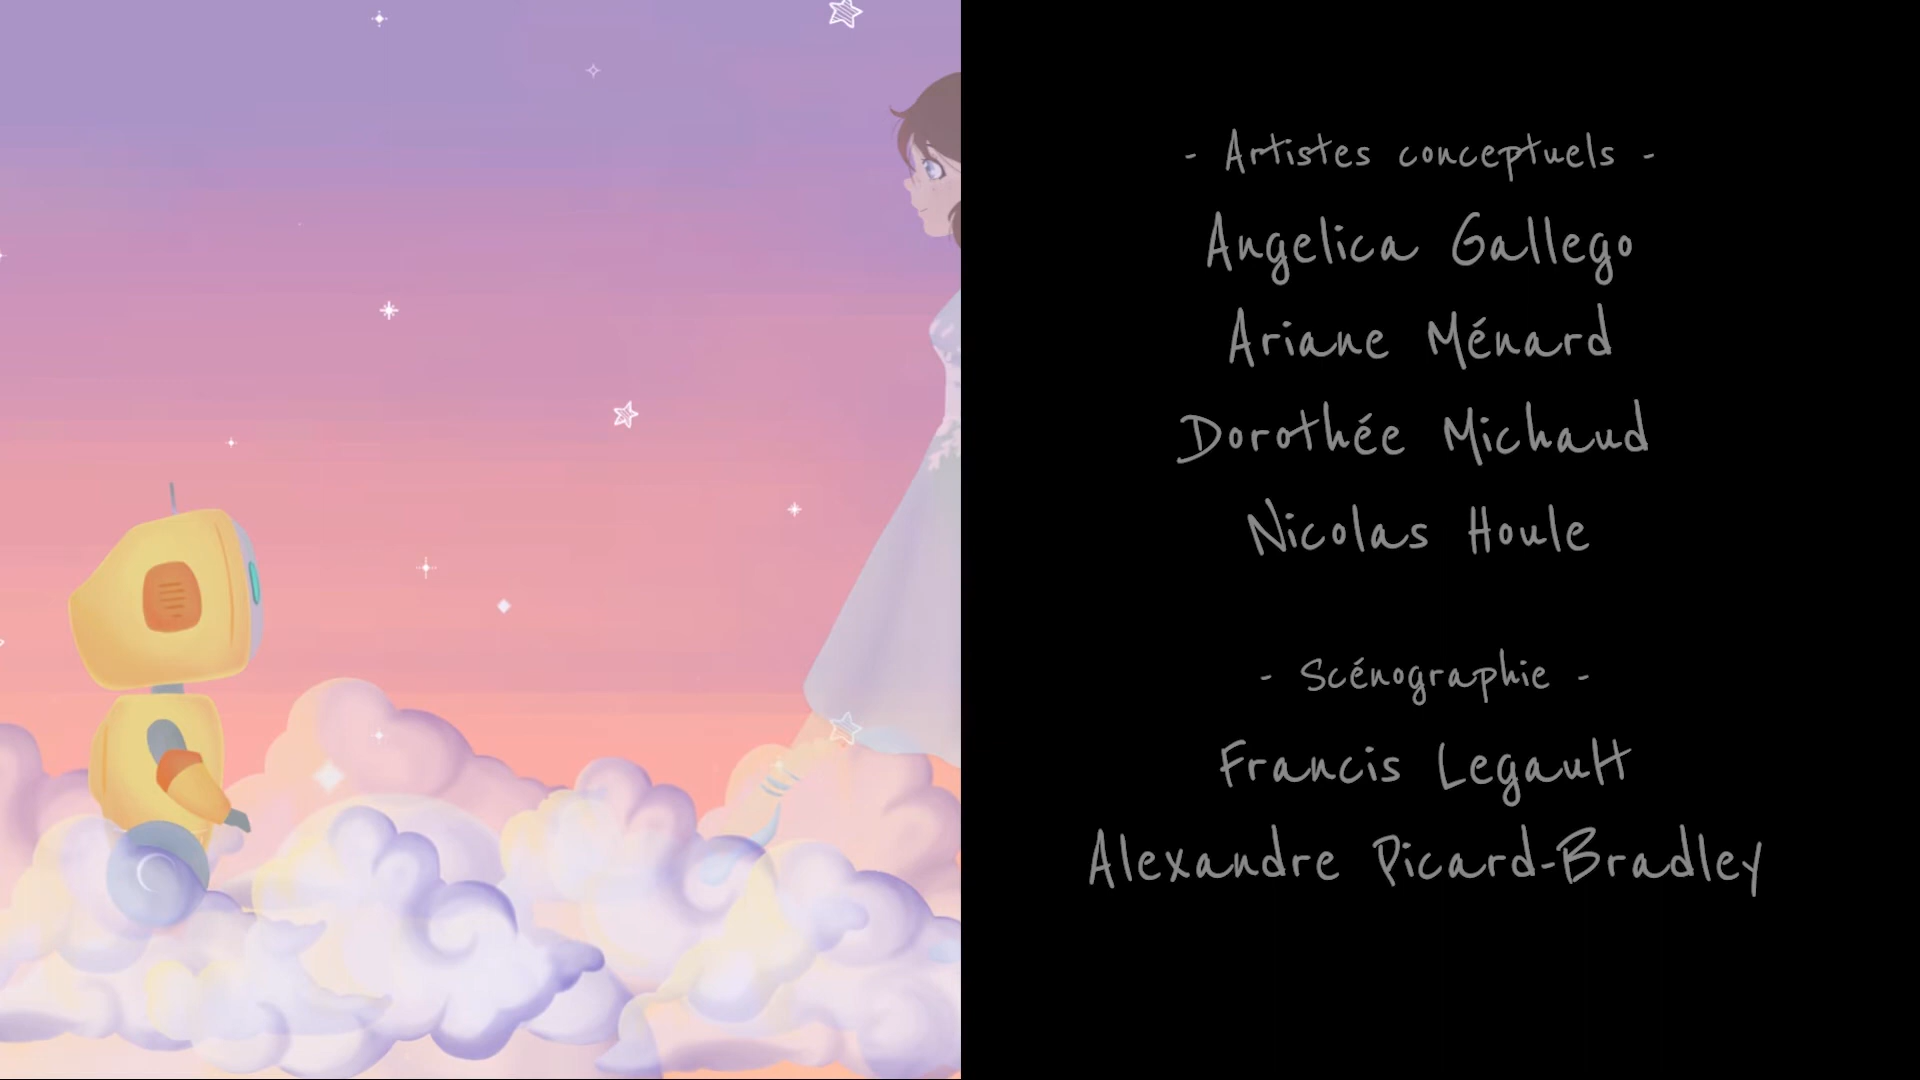 - Artistes conceptuels -
Angelica Gallego
Ariane Ménard
Dorothée Michaud
Nicolas Houle
- Scénographie -
Francis Legault
Alexandre Picard-Bradley